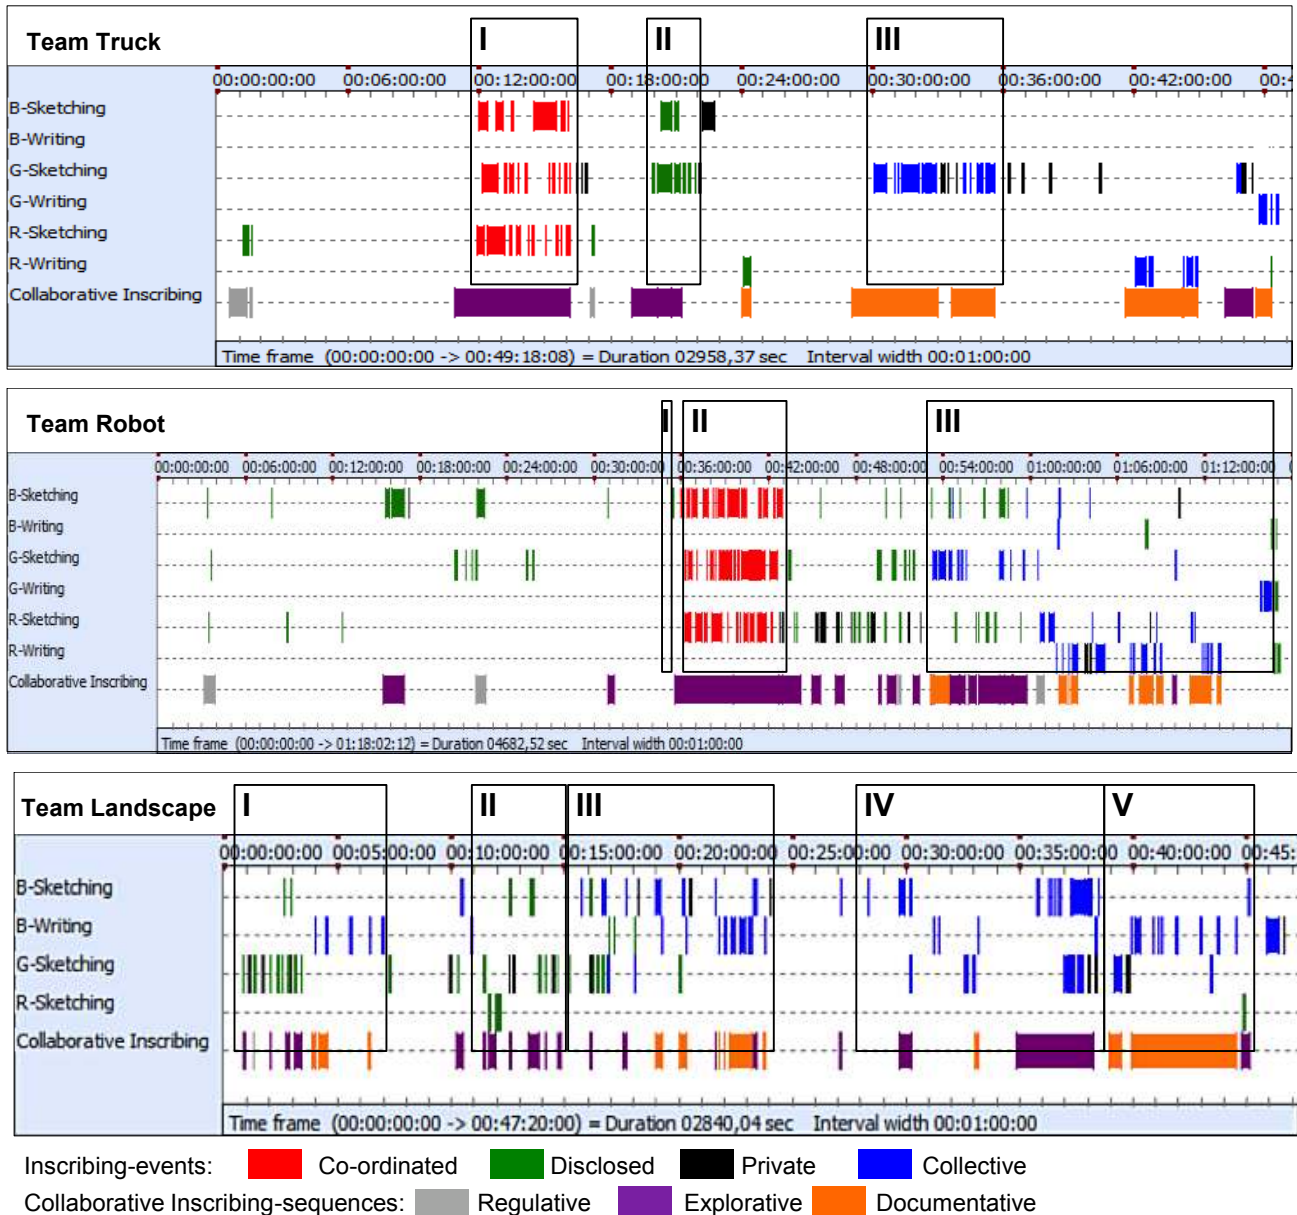 Team Truck
I II III
00:00:00:00 00:06:00:00 00:12:00:00 00:18:00:00 00:24:00:00 00:30:00:00 00:36:00:00 00:42:00:00 00:4
B-Sketching
B-Writing
G-Sketching
G-Writing
R-Sketching
R-Writing
Collaborative Inscribing
Time frame (00:00:00:00 -> 00:49:18:08) = Duration 02958,37 sec Interval width 00:01:00:00
Team Robot
I II III
00:00:00:00 00:06:00:00 00:12:00:00 00:18:00:00 00:24:00:00 00:30:00:00 00:36:00:00 00:42:00:00 00:48:00:00 00:54:00:00 01:00:00:00 01:06:00:00 01:12:00:00
B-Sketching
B-Writing
G-Sketching
G-Writing
R-Sketching
R-Writing
Collaborative Inscribing
Time frame (00:00:00:00 -> 01:18:02:12) = Duration 04682,52 sec Interval width 00:01:00:00
Team Landscape
I II III IV V
00:00:00:00 00:05:00:00 00:10:00:00 00:15:00:00 00:20:00:00 00:25:00:00 00:30:00:00 00:35:00:00 00:40:00:00 00:45:
B-Sketching
B-Writing
G-Sketching
R-Sketching
Collaborative Inscribing
Time frame (00:00:00:00 -> 00:47:20:00) = Duration 02840,04 sec Interval width 00:01:00:00
Inscribing-events: Co-ordinated Disclosed Private Collective
Collaborative Inscribing-sequences: Regulative Explorative Documentative